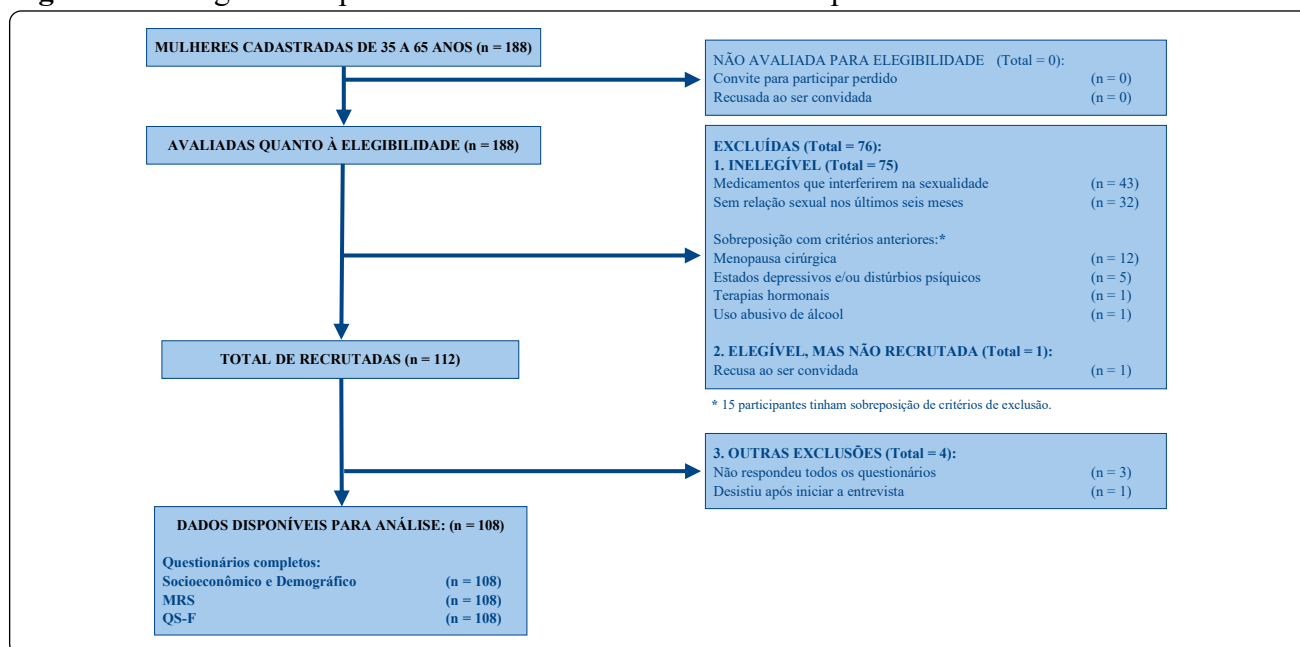 MULHERES CADASTRADAS DE 35 A 65 ANOS (n = 188)
NÃO AVALIADA PARA ELEGIBILIDADE (Total = 0):
Convite para participar perdido (n = 0)
Recusada ao ser convidada (n = 0)
AVALIADAS QUANTO À ELEGIBILIDADE (n = 188)
EXCLUÍDAS (Total = 76):
1. INELEGÍVEL (Total = 75)
Medicamentos que interferirem na sexualidade (n = 43)
Sem relação sexual nos últimos seis meses (n = 32)
Sobreposição com critérios anteriores:*
Menopausa cirúrgica (n = 12)
Estados depressivos e/ou distúrbios psíquicos (n = 5)
Terapias hormonais (n = 1)
Uso abusivo de álcool (n = 1)
2. ELEGÍVEL, MAS NÃO RECRUTADA (Total = 1):
Recusa ao ser convidada (n = 1)
* 15 participantes tinham sobreposição de critérios de exclusão.
TOTAL DE RECRUTADAS (n = 112)
3. OUTRAS EXCLUSÕES (Total = 4):
Não respondeu todos os questionários (n = 3)
Desistiu após iniciar a entrevista (n = 1)
DADOS DISPONÍVEIS PARA ANÁLISE: (n = 108)
Questionários completos:
Socioeconômico e Demográfico (n = 108)
MRS (n = 108)
QS-F (n = 108)